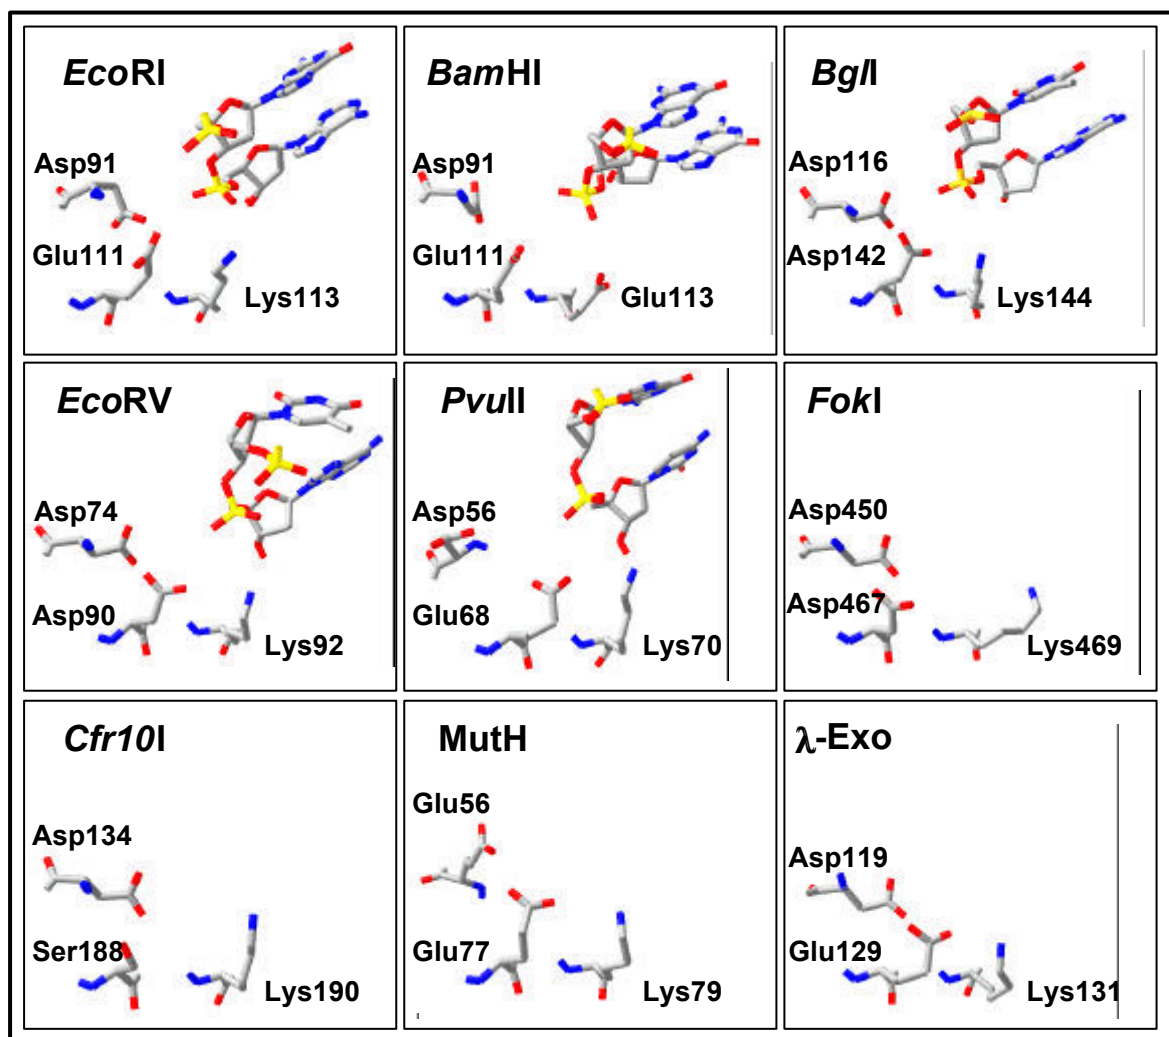 EcoRI
Asp91
Glu111
Lys113
BamHI
Asp91
Glu111
Glu113
BglI
Asp116
Asp142
Lys144
EcoRV
Asp74
Asp90
Lys92
PvuII
Asp56
Glu68
Lys70
FokI
Asp450
Asp467
Lys469
Cfr10I
Asp134
Ser188
Lys190
MutH
Glu56
Glu77
Lys79
λ-Exo
Asp119
Glu129
Lys131